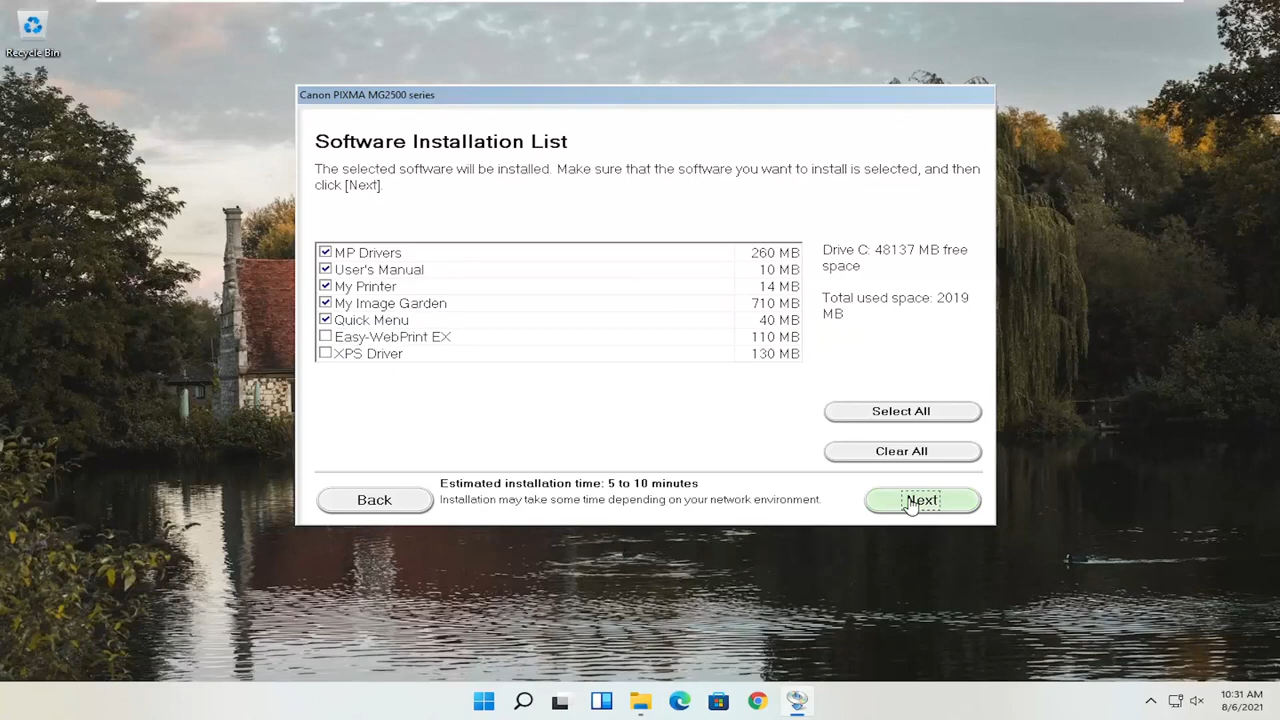 Recycle Bin
Canon PIXMA MG2500 series
Software Installation List
The selected software will be installed. Make sure that the software you want to install is selected, and then
click [Next].
MP Drivers 260 MB
User's Manual 10 MB
My Printer 14 MB
My Image Garden 710 MB
Quick Menu 40 MB
Easy-WebPrint EX 110 MB
XPS Driver 130 MB
Drive C: 48137 MB free
space
Total used space: 2019
MB
Select All
Clear All
Estimated installation time: 5 to 10 minutes
Installation may take some time depending on your network environment.
Back
Next
10:31 AM
8/6/2021